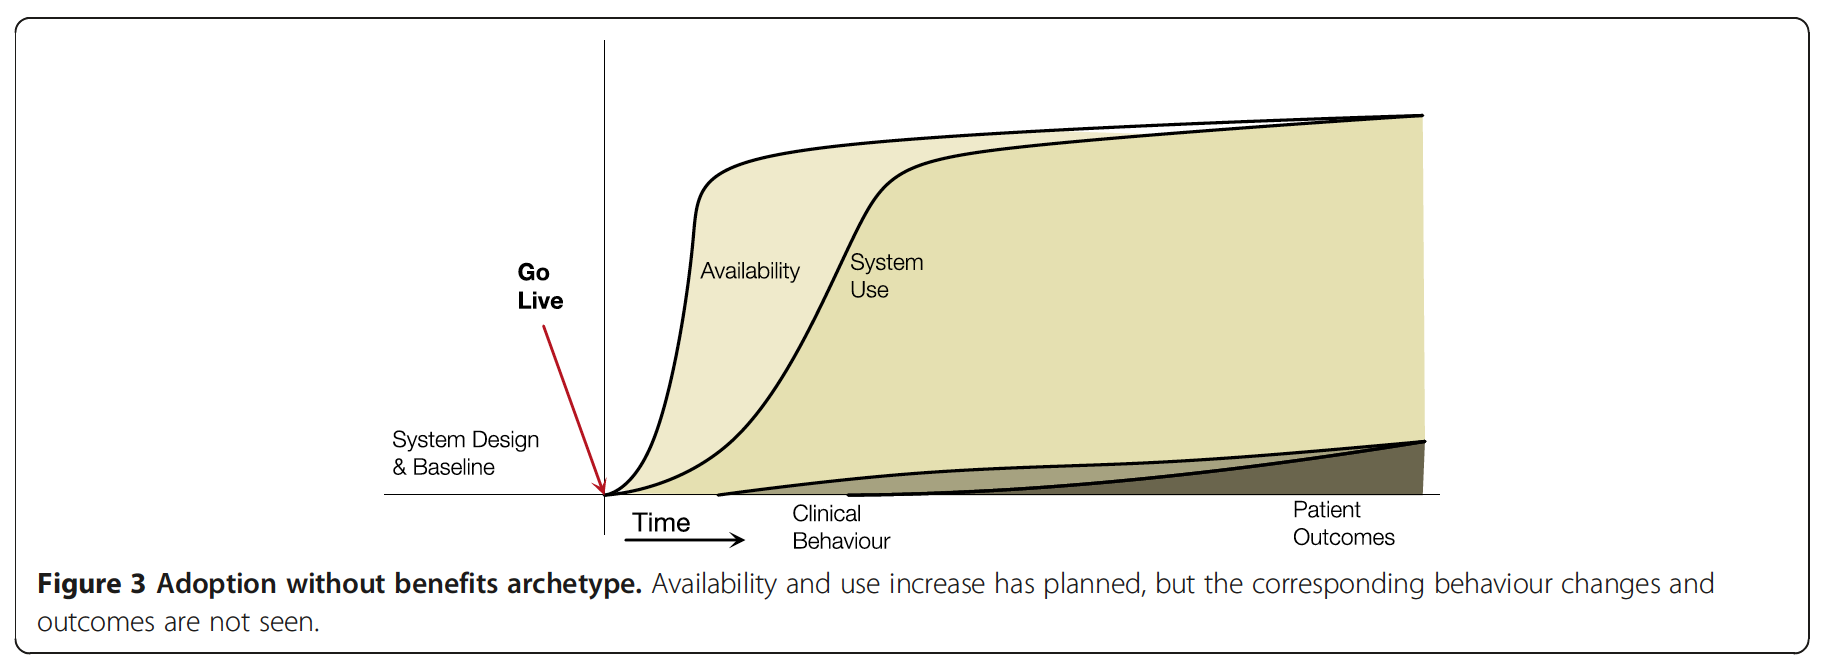 Go
Live
Availability
System
Use
System Design
& Baseline
Time
Clinical
Behaviour
Patient
Outcomes
Figure 3 Adoption without benefits archetype. Availability and use increase has planned, but the corresponding behaviour changes and
outcomes are not seen.